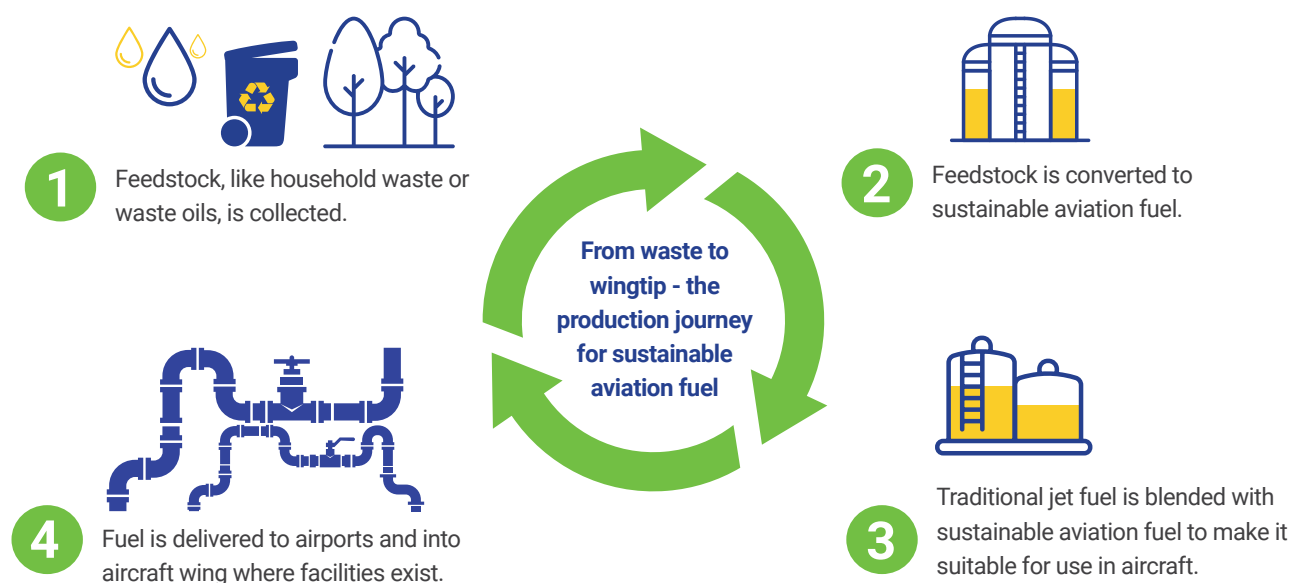 1
Feedstock, like household waste or
waste oils, is collected.
2
Feedstock is converted to
sustainable aviation fuel.
From waste to
wingtip - the
production journey
for sustainable
aviation fuel
3
Traditional jet fuel is blended with
sustainable aviation fuel to make it
suitable for use in aircraft.
4
Fuel is delivered to airports and into
aircraft wing where facilities exist.